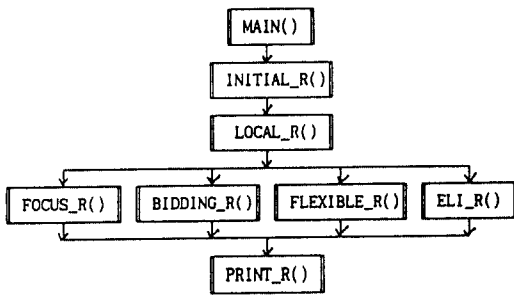 MAIN()
INITIAL_R()
LOCAL_R()
FOCUS_R() BIDDING_R() FLEXIBLE_R() ELI_R()
PRINT_R()